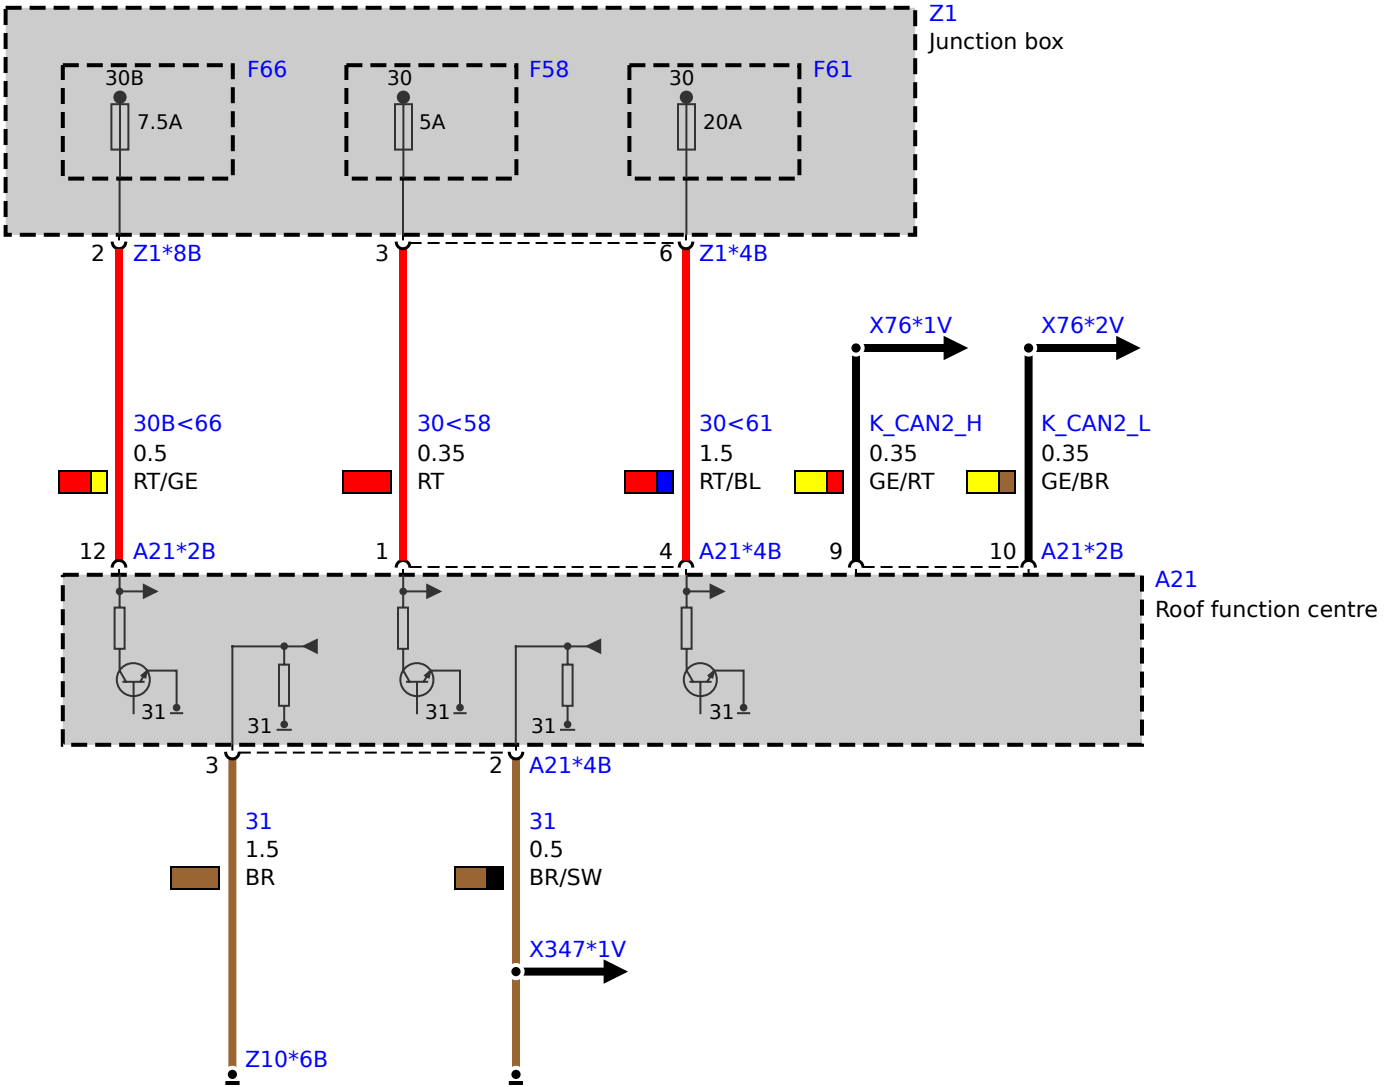 Z1
Junction box
F66
F58
F61
30B
30
30
7.5A
5A
20A
2
Z1*8B
3
6
Z1*4B
X76*1V
X76*2V
30B<66
0.5
RT/GE
30<58
0.35
RT
30<61
1.5
RT/BL
K_CAN2_H
0.35
GE/RT
K_CAN2_L
0.35
GE/BR
12
A21*2B
1
4
A21*4B
9
10
A21*2B
A21
Roof function centre
31
31
31
31
31
3
2
A21*4B
31
1.5
BR
31
0.5
BR/SW
X347*1V
Z10*6B